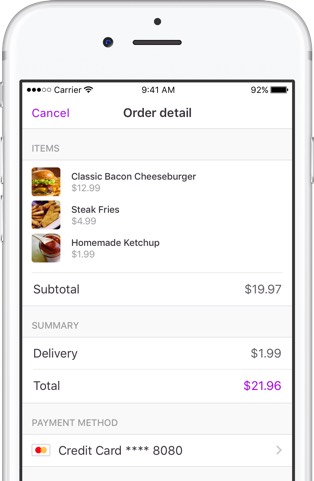 Carrier 9:41 AM 92%
Cancel Order detail
ITEMS
Classic Bacon Cheeseburger
$12.99
Steak Fries
$4.99
Homemade Ketchup
$1.99
Subtotal $19.97
SUMMARY
Delivery $1.99
Total $21.96
PAYMENT METHOD
Credit Card **** 8080